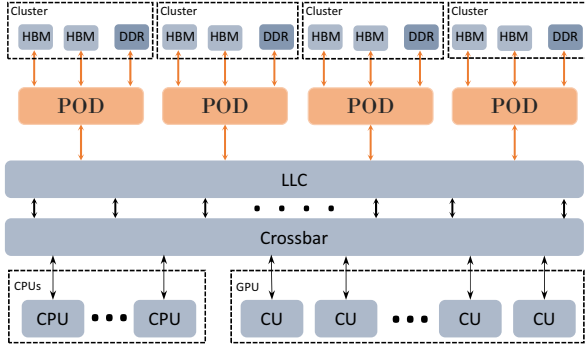 Cluster Cluster Cluster Cluster
HBM HBM DDR HBM HBM DDR HBM HBM DDR HBM HBM DDR
POD POD POD POD
LLC
Crossbar
CPUs GPU
CPU CPU CU CU CU CU